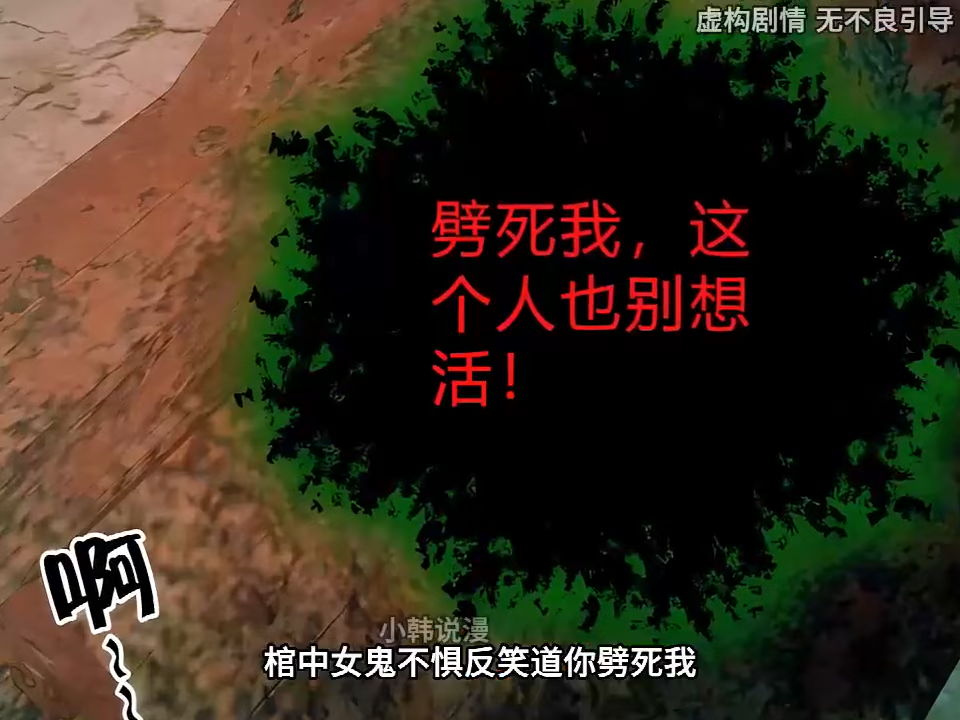 虚构剧情 无不良引导
劈死我，这
个人也别想
活！
啊~~
小韩说漫
棺中女鬼不惧反笑道你劈死我